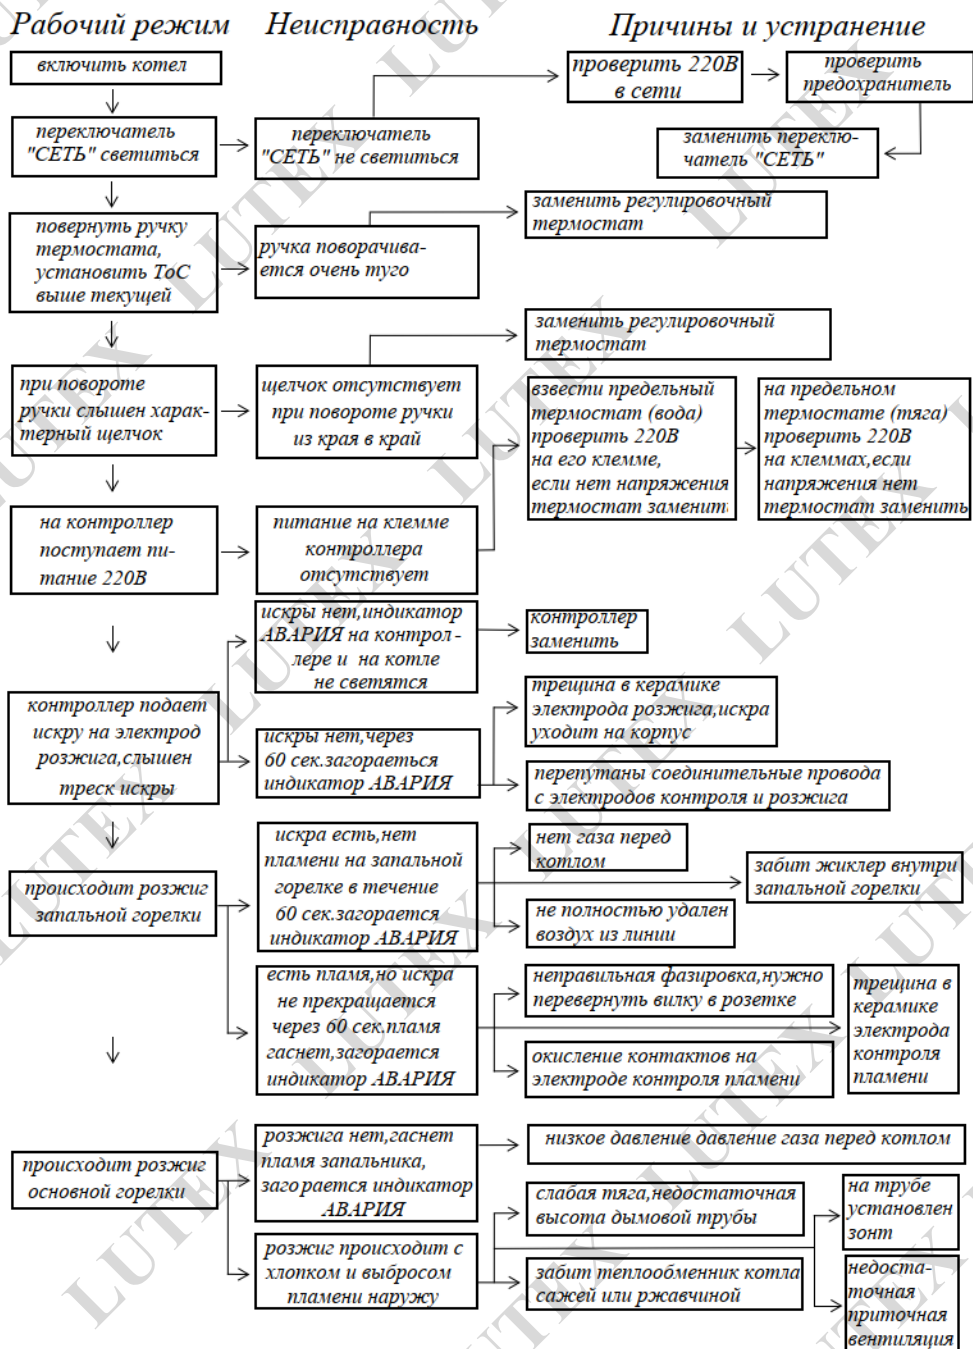 Рабочий режим
Неисправность
Причины и устранение
включить котел
проверить 220В
в сети
проверить
предохранитель
переключатель
"СЕТЬ" светиться
переключатель
"СЕТЬ" не светиться
заменить переклю-
чатель "СЕТЬ"
повернуть ручку
термостата,
установить ТоС
выше текущей
ручка поворачива-
ется очень туго
заменить регулировочный
термостат
заменить регулировочный
термостат
при повороте
ручки слышен харак-
терный щелчок
щелчок отсутствует
при повороте ручки
из края в край
взвести предельный
термостат (вода)
проверить 220В
на его клемме,
если нет напряжения
термостат заменить
на предельном
термостате (тяга)
проверить 220В
на клеммах,если
напряжения нет
термостат заменить
на контроллер
поступает пи-
тание 220В
питание на клемме
контроллера
отсутствует
искры нет,индикатор
АВАРИЯ на контрол-
лере и на котле
не светятся
контроллер
заменить
контроллер подает
искру на электрод
розжига,слышен
треск искры
искры нет,через
60 сек.загораеться
индикатор АВАРИЯ
трещина в керамике
электрода розжига,искра
уходит на корпус
перепутаны соединительные провода
с электродов контроля и розжига
происходит розжиг
запальной горелки
искра есть,нет
пламени на запальной
горелке в течение
60 сек.загорается
индикатор АВАРИЯ
нет газа перед
котлом
забит жиклер внутри
запальной горелки
не полностью удален
воздух из линии
есть пламя,но искра
не прекращается
через 60 сек.пламя
гаснет,загорается
индикатор АВАРИЯ
неправильная фазировка,нужно
перевернуть вилку в розетке
окисление контактов на
электроде контроля пламени
трещина в
керамике
электрода
контроля
пламени
происходит розжиг
основной горелки
розжига нет,гаснет
пламя запальника,
загорается индикатор
АВАРИЯ
низкое давление давление газа перед котлом
розжиг происходит с
хлопком и выбросом
пламени наружу
слабая тяга,недостаточная
высота дымовой трубы
на трубе
установлен
зонт
забит теплообменник котла
сажей или ржавчиной
недоста-
точная
приточная
вентиляция
LUTEX LUTEX LUTEX LUTEX LUTEX LUTEX